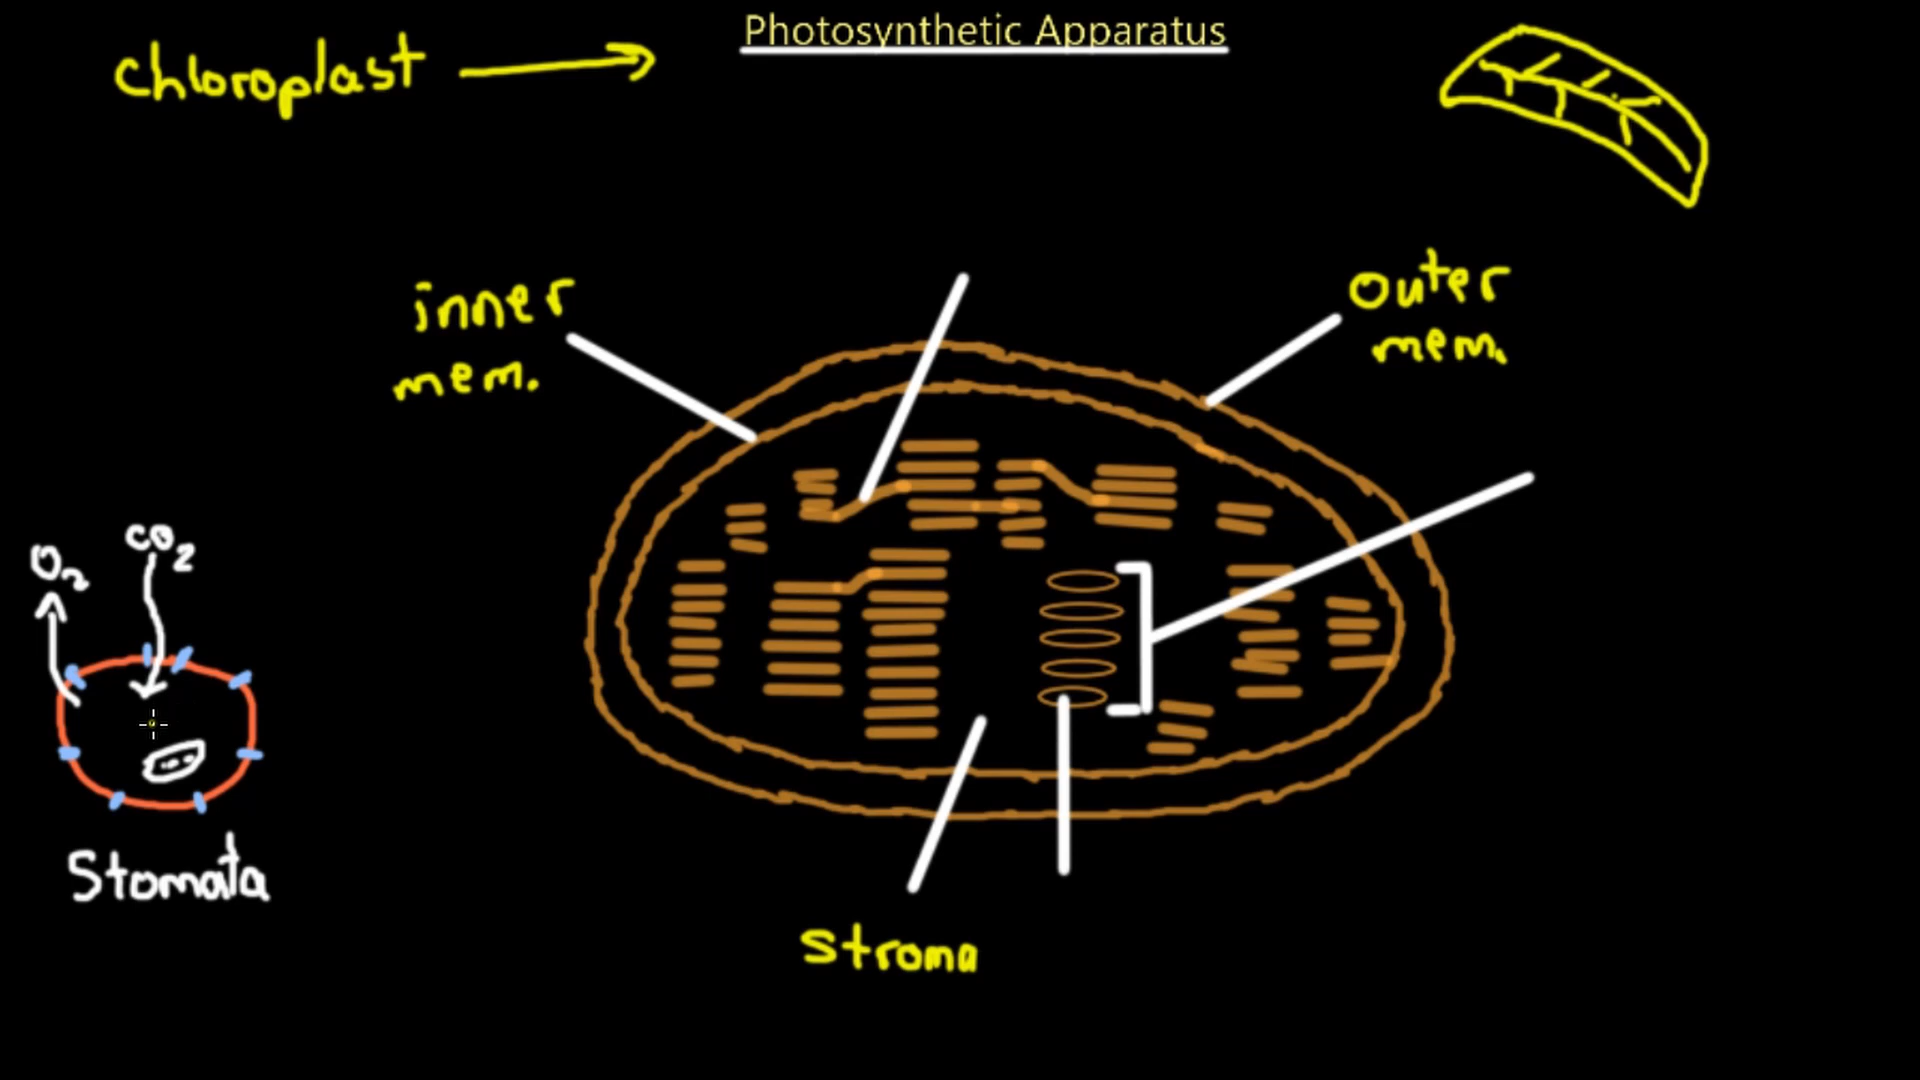 Photosynthetic Apparatus
chloroplast
inner
mem.
outer
mem.
O2
CO2
Stomata
stroma